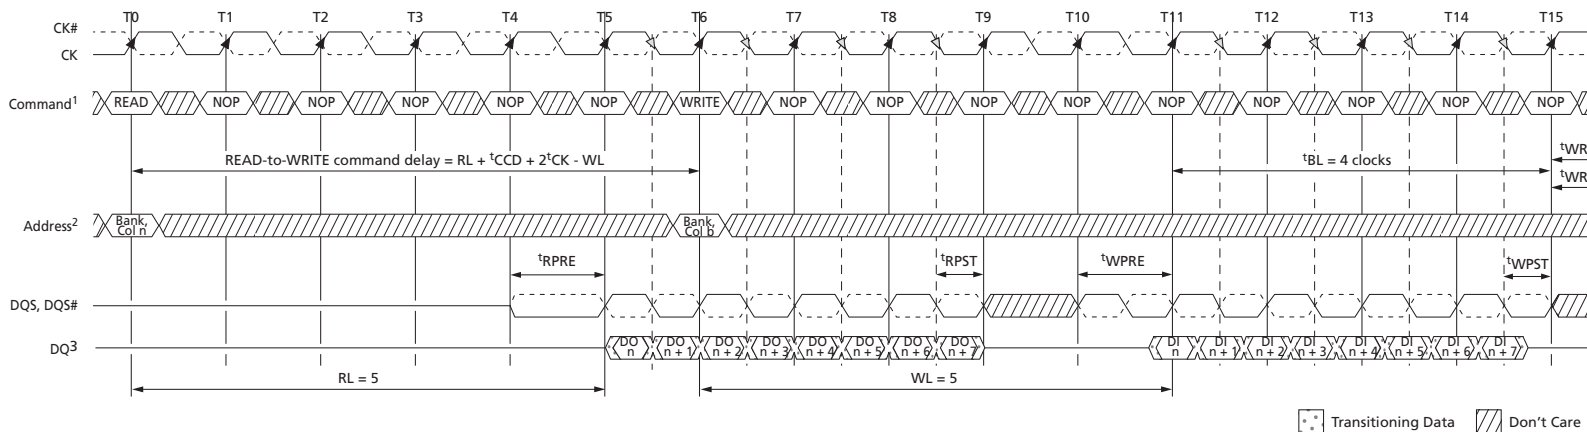 T0 T1 T2 T3 T4 T5 T6 T7 T8 T9 T10 T11 T12 T13 T14 T15
CK#
CK
Command1 READ NOP NOP NOP NOP NOP WRITE NOP NOP NOP NOP NOP NOP NOP NOP NOP
READ-to-WRITE command delay = RL + tCCD + 2tCK - WL
tBL = 4 clocks
tWR
tWR
Address2
Bank,
Col n
Bank,
Col b
tRPRE tRPST tWPRE tWPST
DQS, DQS#
DQ3
DO
n
DO
n + 1
DO
n + 2
DO
n + 3
DO
n + 4
DO
n + 5
DO
n + 6
DO
n + 7
DI
n
DI
n + 1
DI
n + 2
DI
n + 3
DI
n + 4
DI
n + 5
DI
n + 6
DI
n + 7
RL = 5 WL = 5
Transitioning Data Don't Care